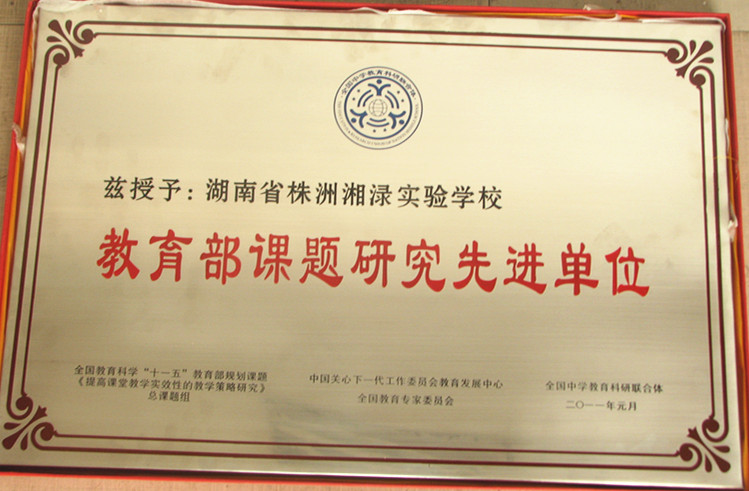 全国中学教育科研联合体
兹授予：湖南省株洲湘渌实验学校
教育部课题研究先进单位
全国教育科学“十一五”教育部规划课题
《提高课堂教学实效性的教学策略研究》
总课题组
中国关心下一代工作委员会教育发展中心
全国教育专家委员会
全国中学教育科研联合体
二〇一一年元月